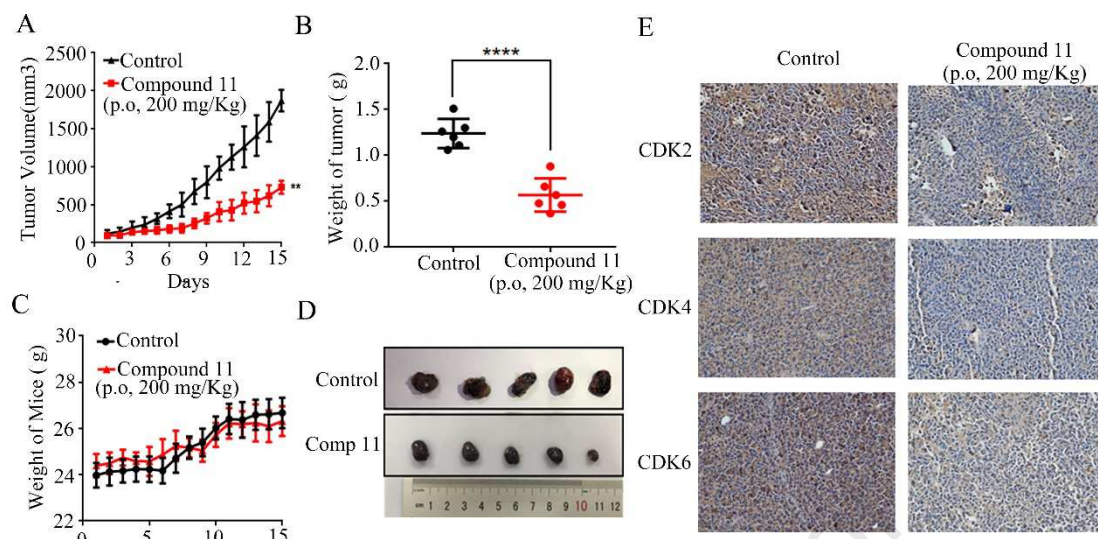 A
Tumor Volume(mm3)
2500
2000
1500
1000
500
0
Control
Compound 11
(p.o, 200 mg/Kg)
**
0 3 6 9 12 15
Days
B
****
Weight of tumor ( g)
2.0
1.5
1.0
0.5
0.0
Control
Compound 11
(p.o, 200 mg/Kg)
C
Weight of Mice ( g)
30
28
26
24
22
Control
Compound 11
(p.o, 200 mg/Kg)
0 5 10 15
D
Control
Comp 11
cm 1 2 3 4 5 6 7 8 9 10 11 12
E
Control
Compound 11
(p.o, 200 mg/Kg)
CDK2
CDK4
CDK6